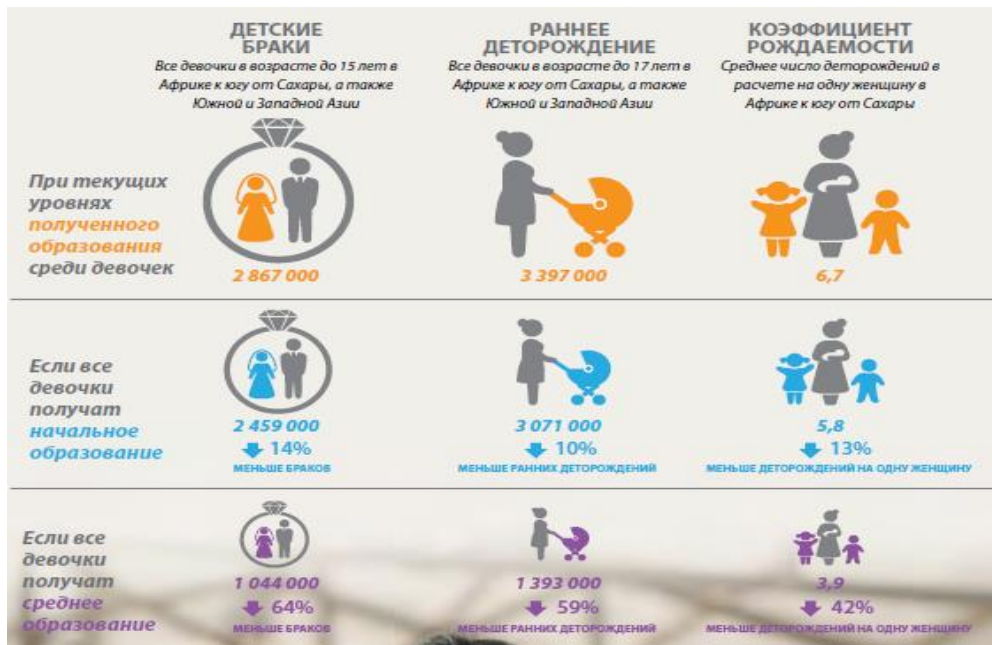 ДЕТСКИЕ
БРАКИ
Все девочки в возрасте до 15 лет в
Африке к югу от Сахары, а также
Южной и Западной Азии
РАННЕЕ
ДЕТОРОЖДЕНИЕ
Все девочки в возрасте до 17 лет в
Африке к югу от Сахары, а также
Южной и Западной Азии
КОЭФФИЦИЕНТ
РОЖДАЕМОСТИ
Среднее число деторождений в
расчете на одну женщину в
Африке к югу от Сахары
При текущих
уровнях
полученного
образования
среди девочек
2 867 000
3 397 000
6,7
Если все
девочки
получат
начальное
образование
2 459 000
14%
МЕНЬШЕ БРАКОВ
3 071 000
10%
МЕНЬШЕ РАННИХ ДЕТОРОЖДЕНИЙ
5,8
13%
МЕНЬШЕ ДЕТОРОЖДЕНИЙ НА ОДНУ ЖЕНЩИНУ
Если все
девочки
получат
среднее
образование
1 044 000
64%
МЕНЬШЕ БРАКОВ
1 393 000
59%
МЕНЬШЕ РАННИХ ДЕТОРОЖДЕНИЙ
3,9
42%
МЕНЬШЕ ДЕТОРОЖДЕНИЙ НА ОДНУ ЖЕНЩИНУ